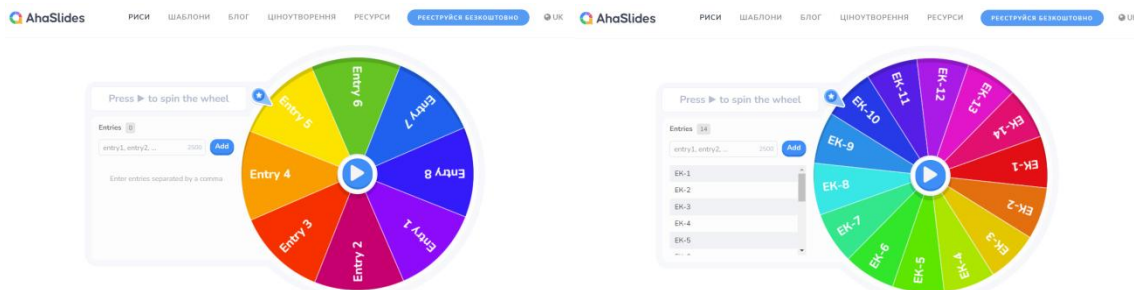 AhaSlides РИСИ ШАБЛОНИ БЛОГ ЦІНОУТВОРЕННЯ РЕСУРСИ РЕЄСТРУЙСЯ БЕЗКОШТОВНО UK
Press ▶ to spin the wheel
Entries 0
entry1, entry2, ... 2500 Add
Enter entries separated by a comma
Entry 5
Entry 6
Entry 7
Entry 8
Entry 1
Entry 2
Entry 3
Entry 4
AhaSlides РИСИ ШАБЛОНИ БЛОГ ЦІНОУТВОРЕННЯ РЕСУРСИ РЕЄСТРУЙСЯ БЕЗКОШТОВНО
Press ▶ to spin the wheel
Entries 14
entry1, entry2, ... 2500 Add
ЕК-1
ЕК-2
ЕК-3
ЕК-4
ЕК-5
ЕК-10
ЕК-11
ЕК-12
ЕК-13
ЕК-14
ЕК-1
ЕК-2
ЕК-3
ЕК-4
ЕК-5
ЕК-6
ЕК-7
ЕК-8
ЕК-9